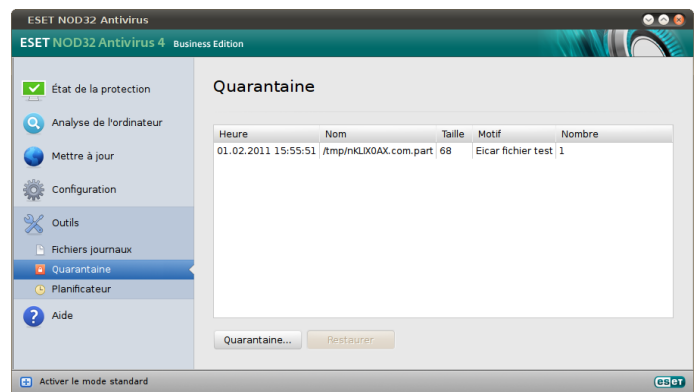 ESET NOD32 Antivirus
ESET NOD32 Antivirus 4 Business Edition
État de la protection
Analyse de l'ordinateur
Mettre à jour
Configuration
Outils
Fichiers journaux
Quarantaine
Planificateur
Aide
Quarantaine
Heure Nom Taille Motif Nombre
01.02.2011 15:55:51 /tmp/nKLIX0AX.com.part 68 Eicar fichier test 1
Quarantaine... Restaurer
Activer le mode standard
eseT